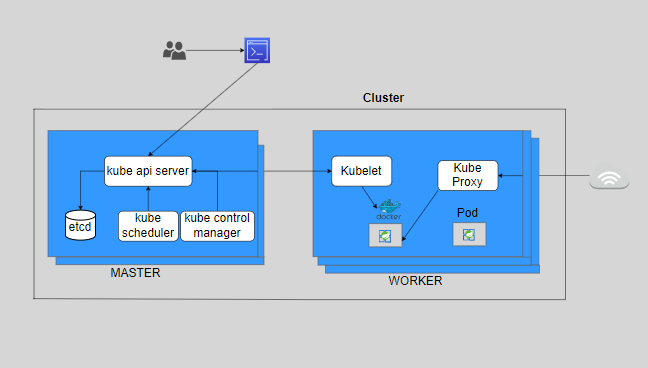 Cluster
kube api server
etcd
kube
scheduler
kube control
manager
MASTER
Kubelet
Kube
Proxy
docker
Pod
WORKER